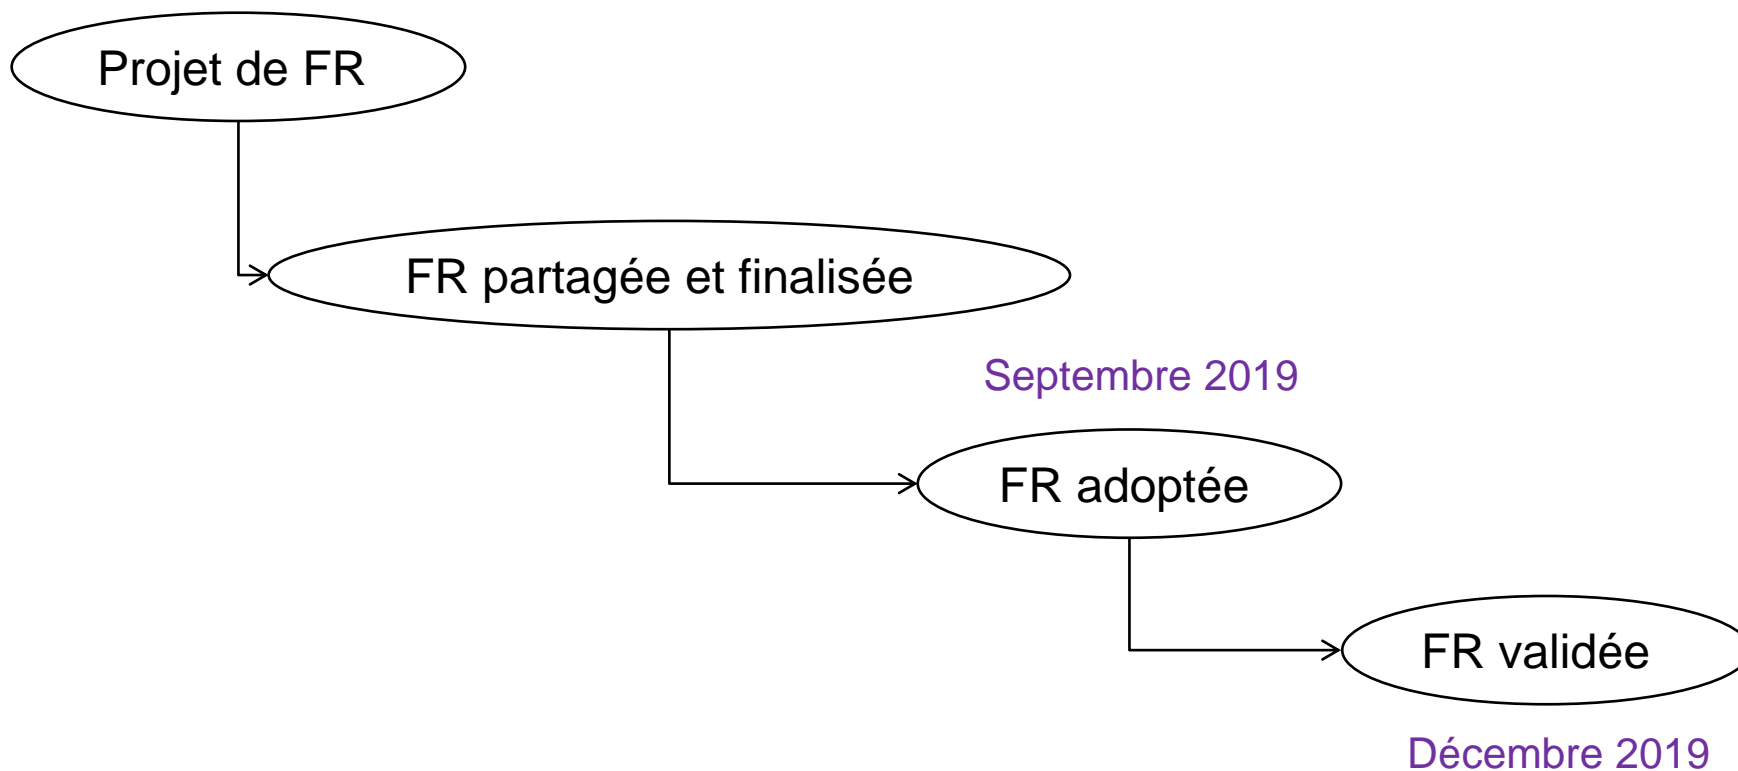 Projet de FR
FR partagée et finalisée
Septembre 2019
FR adoptée
FR validée
Décembre 2019